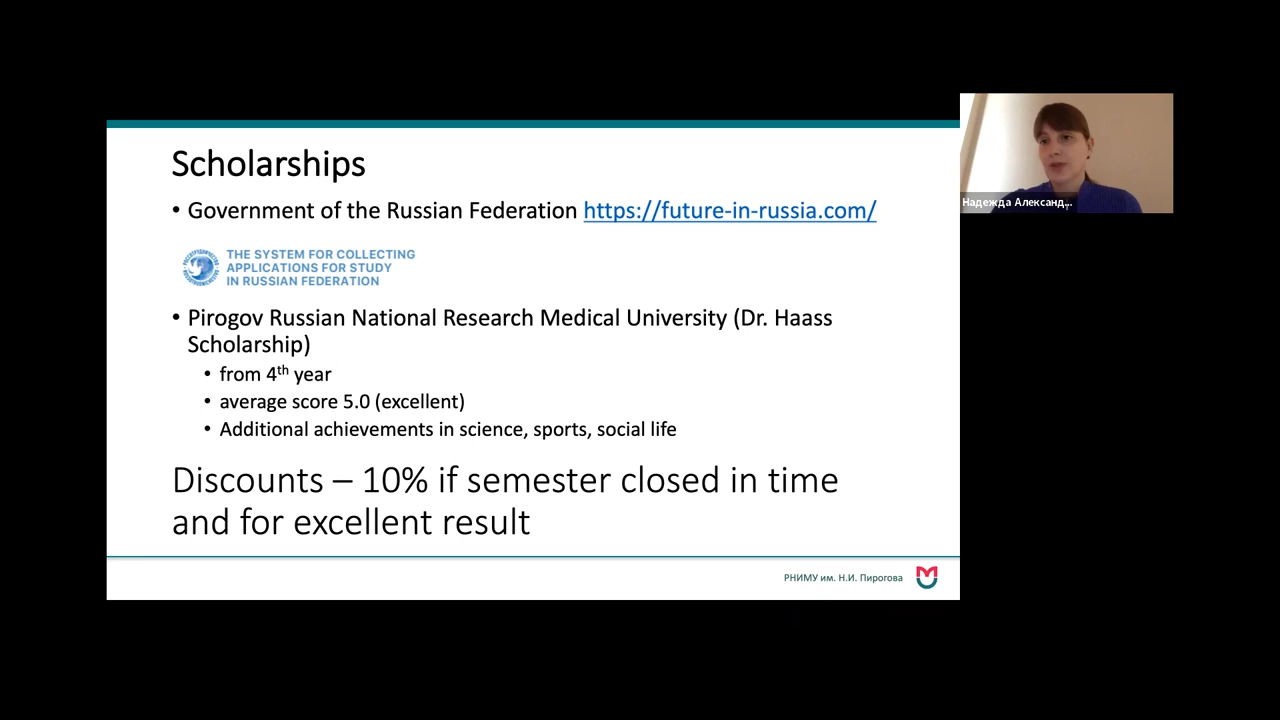 Scholarships
• Government of the Russian Federation https://future-in-russia.com/
THE SYSTEM FOR COLLECTING
APPLICATIONS FOR STUDY
IN RUSSIAN FEDERATION
• Pirogov Russian National Research Medical University (Dr. Haass
Scholarship)
• from 4th year
• average score 5.0 (excellent)
• Additional achievements in science, sports, social life
Discounts – 10% if semester closed in time
and for excellent result
РНИМУ им. Н.И. Пирогова
Надежда Александ...